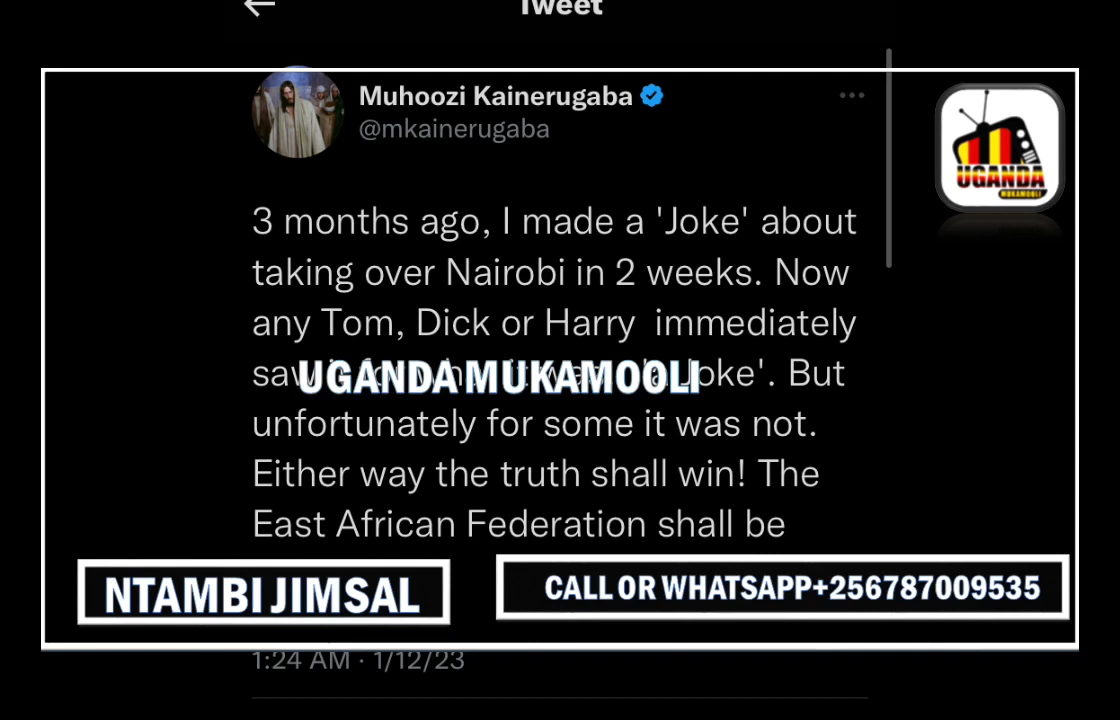 Tweet
Muhoozi Kainerugaba
@mkainerugaba
UGANDA
MUKAMOOLI
3 months ago, I made a 'Joke' about
taking over Nairobi in 2 weeks. Now
any Tom, Dick or Harry immediately
saw Joke'. But
UGANDA MUKAMOOLI
unfortunately for some it was not.
Either way the truth shall win! The
East African Federation shall be
NTAMBI JIMSAL
CALL OR WHATSAPP+256787009535
1:24 AM · 1/12/23